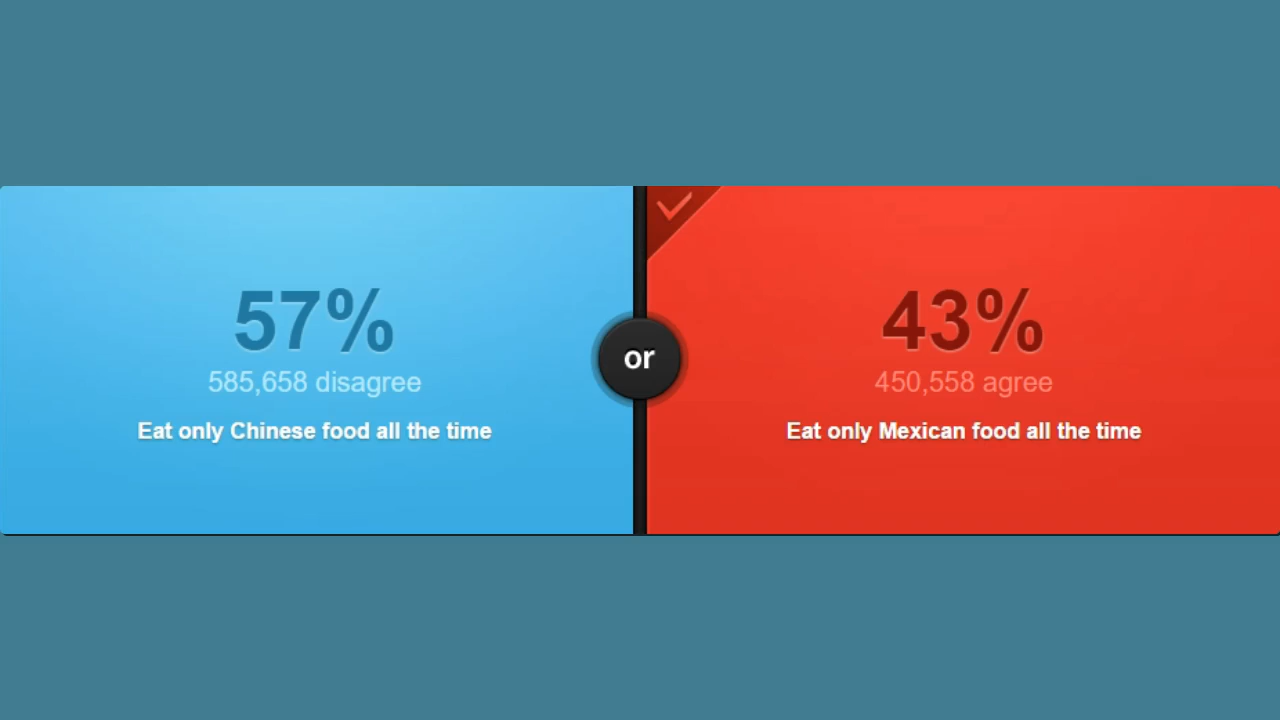 57%
585,658 disagree
Eat only Chinese food all the time
or
43%
450,558 agree
Eat only Mexican food all the time